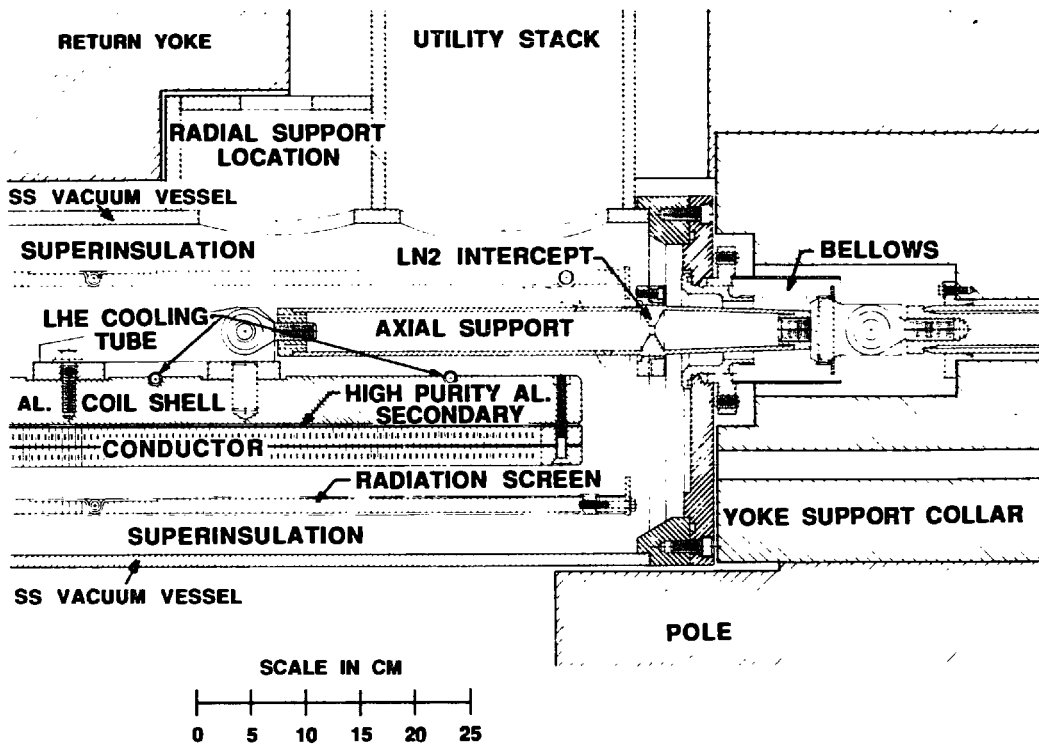 UTILITY STACK
RETURN YOKE
RADIAL SUPPORT
LOCATION
SS VACUUM VESSEL
SUPERINSULATION
LN2 INTERCEPT
BELLOWS
LHE COOLING
TUBE
AXIAL SUPPORT
AL. COIL SHELL
HIGH PURITY AL.
SECONDARY
CONDUCTOR
RADIATION SCREEN
YOKE SUPPORT COLLAR
SUPERINSULATION
SS VACUUM VESSEL
POLE
SCALE IN CM
0 5 10 15 20 25